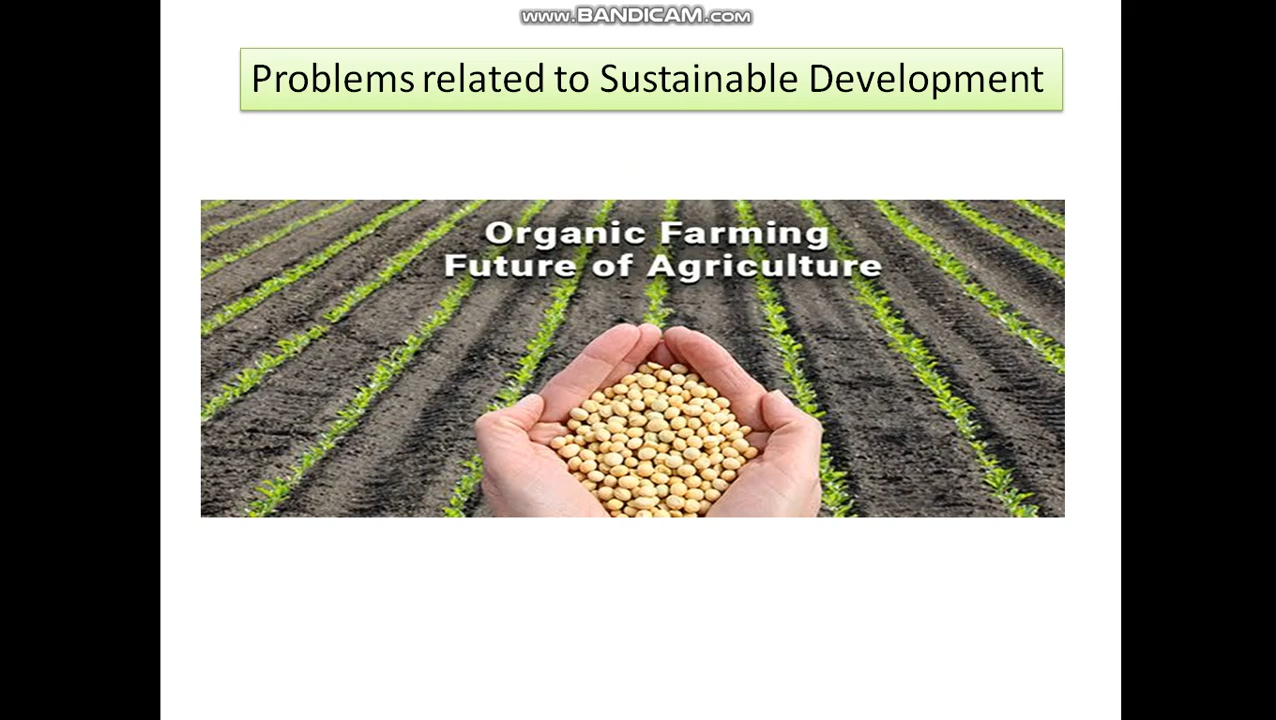 www.BANDICAM.com
Problems related to Sustainable Development
Organic Farming
Future of Agriculture